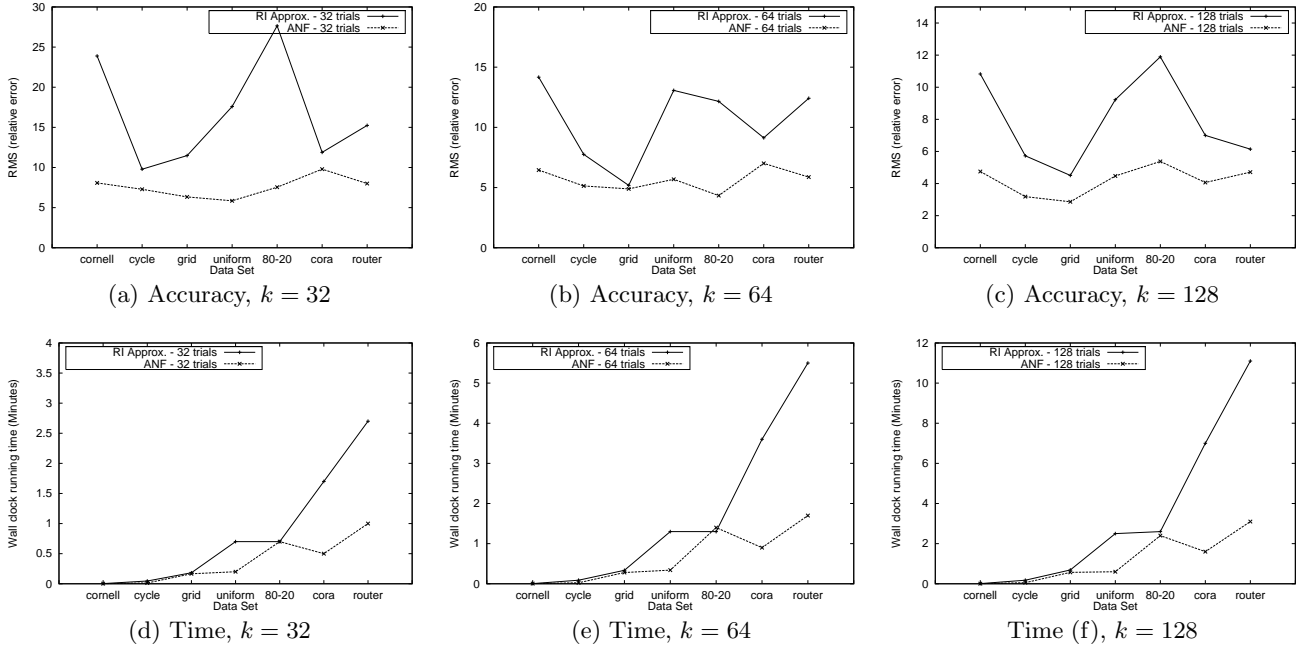 RI Approx. - 32 trials
ANF - 32 trials
RMS (relative error)
30
25
20
15
10
5
0
cornell cycle grid uniform 80-20 cora router
Data Set
(a) Accuracy, k = 32
RI Approx. - 64 trials
ANF - 64 trials
RMS (relative error)
20
15
10
5
0
cornell cycle grid uniform 80-20 cora router
Data Set
(b) Accuracy, k = 64
RI Approx. - 128 trials
ANF - 128 trials
RMS (relative error)
14
12
10
8
6
4
2
0
cornell cycle grid uniform 80-20 cora router
Data Set
(c) Accuracy, k = 128
RI Approx. - 32 trials
ANF - 32 trials
Wall clock running time (Minutes)
4
3.5
3
2.5
2
1.5
1
0.5
0
cornell cycle grid uniform 80-20 cora router
Data Set
(d) Time, k = 32
RI Approx. - 64 trials
ANF - 64 trials
Wall clock running time (Minutes)
6
5
4
3
2
1
0
cornell cycle grid uniform 80-20 cora router
Data Set
(e) Time, k = 64
RI Approx. - 128 trials
ANF - 128 trials
Wall clock running time (Minutes)
12
10
8
6
4
2
0
cornell cycle grid uniform 80-20 cora router
Data Set
Time (f), k = 128